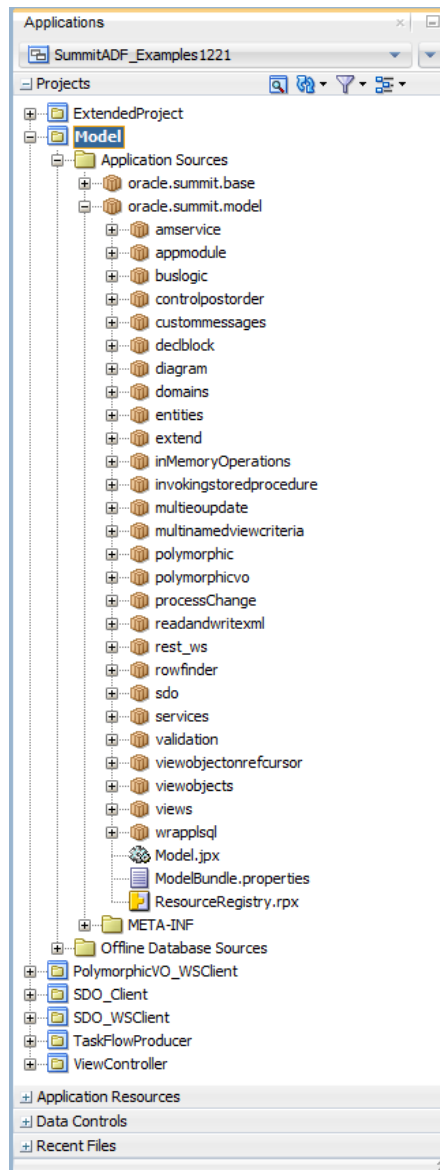 Applications
SummitADF_Examples1221
Projects
ExtendedProject
Model
Application Sources
oracle.summit.base
oracle.summit.model
amservice
appmodule
buslogic
controlpostorder
custommessages
declblock
diagram
domains
entities
extend
inMemoryOperations
invokingstoredprocedure
multieoupdate
multinamedviewcriteria
polymorphic
polymorphicvo
processChange
readandwritexml
rest_ws
rowfinder
sdo
services
validation
viewobjectonrefcursor
viewobjects
views
wrapplsql
Model.jpx
ModelBundle.properties
ResourceRegistry.rpx
META-INF
Offline Database Sources
PolymorphicVO_WSClient
SDO_Client
SDO_WSClient
TaskFlowProducer
ViewController
Application Resources
Data Controls
Recent Files